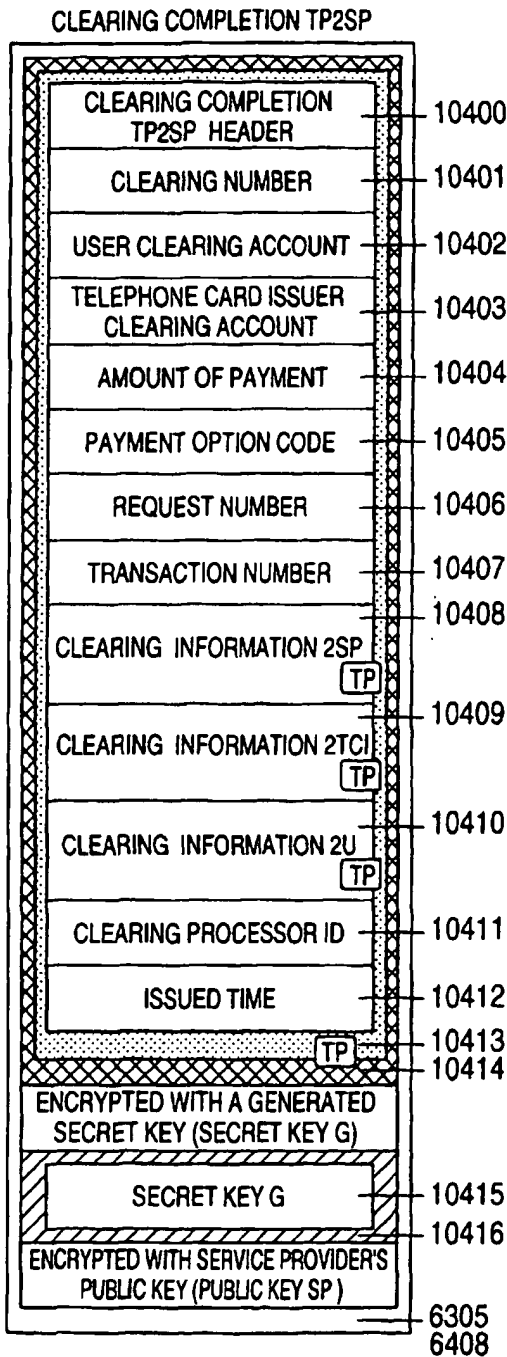 CLEARING COMPLETION TP2SP
CLEARING COMPLETION
TP2SP HEADER
10400
CLEARING NUMBER
10401
USER CLEARING ACCOUNT
10402
TELEPHONE CARD ISSUER
CLEARING ACCOUNT
10403
AMOUNT OF PAYMENT
10404
PAYMENT OPTION CODE
10405
REQUEST NUMBER
10406
TRANSACTION NUMBER
10407
10408
CLEARING INFORMATION 2SP
TP
10409
CLEARING INFORMATION 2TCI
TP
10410
CLEARING INFORMATION 2U
TP
CLEARING PROCESSOR ID
10411
ISSUED TIME
10412
TP
10413
10414
ENCRYPTED WITH A GENERATED
SECRET KEY (SECRET KEY G)
SECRET KEY G
10415
10416
ENCRYPTED WITH SERVICE PROVIDER'S
PUBLIC KEY (PUBLIC KEY SP )
6305
6408